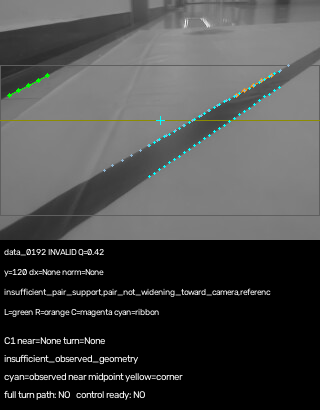 data_0192 INVALID Q=0.42
y=120 dx=None norm=None
insufficient_pair_support,pair_not_widening_toward_camera,referenc
L=green R=orange C=magenta cyan=ribbon
C1 near=None turn=None
insufficient_observed_geometry
cyan=observed near midpoint yellow=corner
full turn path: NO control ready: NO